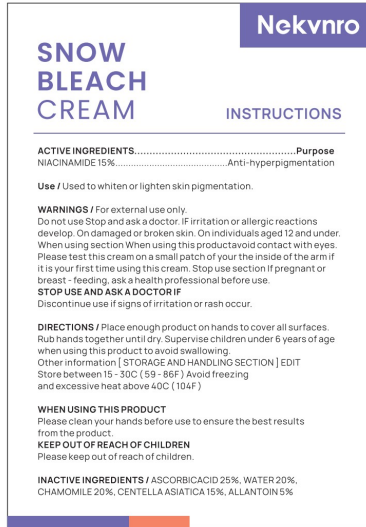 Nekvnro
SNOW
BLEACH
CREAM
INSTRUCTIONS
ACTIVE INGREDIENTS..................................................Purpose
NIACINAMIDE 15%..........................................Anti-hyperpigmentation
Use / Used to whiten or lighten skin pigmentation.
WARNINGS / For external use only.
Do not use Stop and ask a doctor. IF irritation or allergic reactions
develop. On damaged or broken skin. On individuals aged 12 and under.
When using section When using this productavoid contact with eyes.
Please test this cream on a small patch of your the inside of the arm if
it is your first time using this cream. Stop use section If pregnant or
breast - feeding, ask a health professional before use.
STOP USE AND ASK A DOCTOR IF
Discontinue use if signs of irritation or rash occur.
DIRECTIONS / Place enough product on hands to cover all surfaces.
Rub hands together until dry. Supervise children under 6 years of age
when using this product to avoid swallowing.
Other information [ STORAGE AND HANDLING SECTION ] EDIT
Store between 15 - 30C ( 59 - 86F ) Avoid freezing
and excessive heat above 40C ( 104F )
WHEN USING THIS PRODUCT
Please clean your hands before use to ensure the best results
from the product.
KEEP OUT OF REACH OF CHILDREN
Please keep out of reach of children.
INACTIVE INGREDIENTS / ASCORBICACID 25%, WATER 20%,
CHAMOMILE 20%, CENTELLA ASIATICA 15%, ALLANTOIN 5%